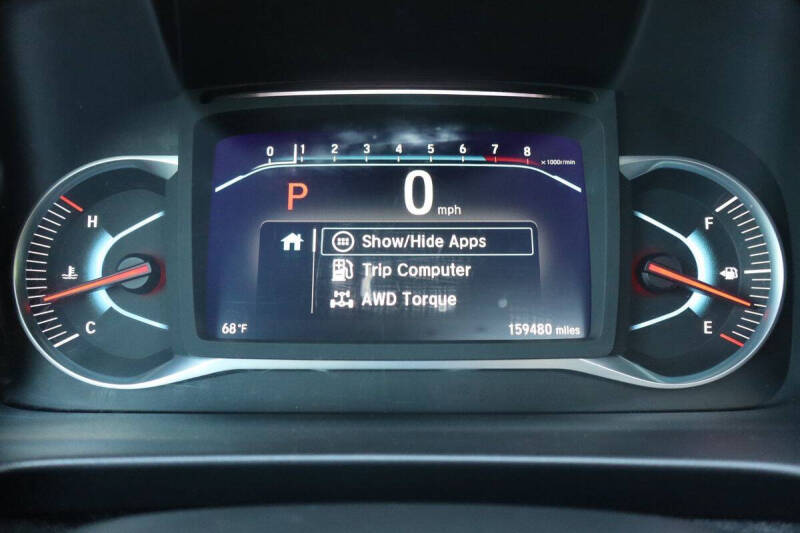 0 1 2 3 4 5 6 7 8 ×1000r/min
P 0 mph
H
F
Show/Hide Apps
Trip Computer
AWD Torque
C
E
68°F
159480 miles